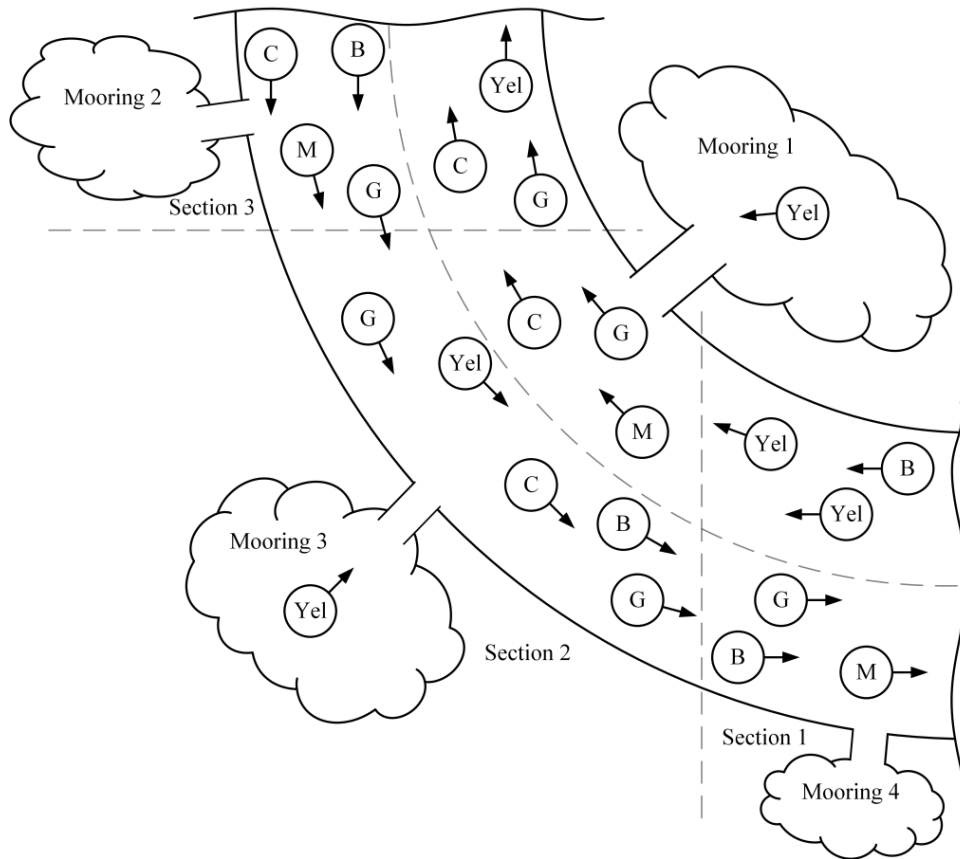 C
B
Yel
Mooring 2
M
C
Mooring 1
G
G
Yel
Section 3
G
C
G
Yel
M
Yel
B
C
Yel
B
Mooring 3
Yel
G
G
Section 2
B
M
Section 1
Mooring 4